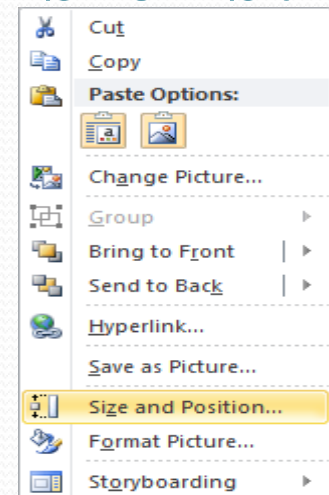 Cut
Copy
Paste Options:
a
Change Picture...
Group
Bring to Front
Send to Back
Hyperlink...
Save as Picture...
Size and Position...
Format Picture...
Storyboarding